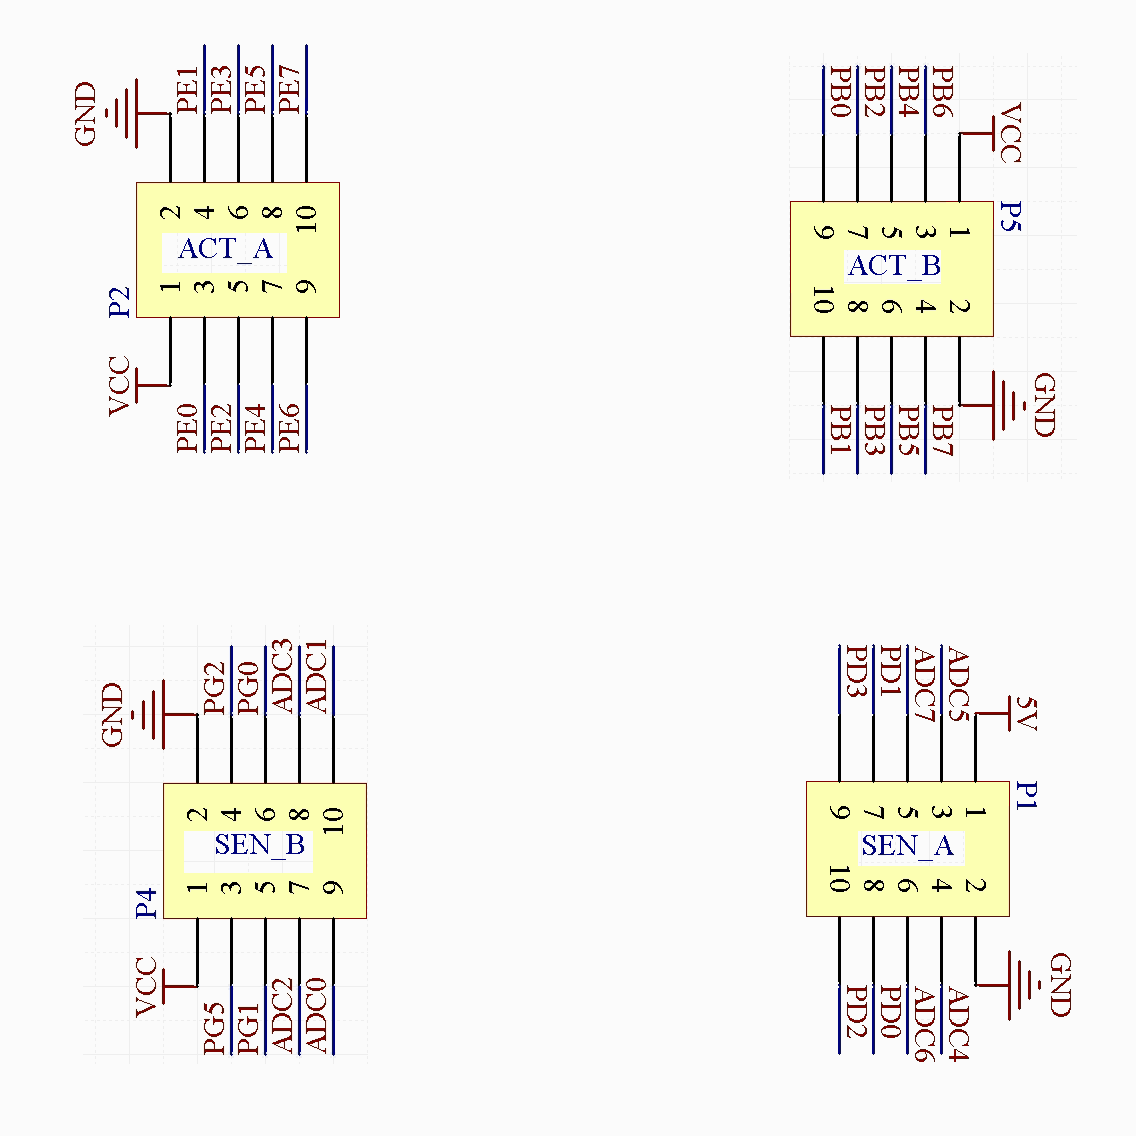 GND
PE1
PE3
PE5
PE7
2
4
6
8
10
ACT_A
1
3
5
7
9
P2
VCC
PE0
PE2
PE4
PE6
PB0
PB2
PB4
PB6
VCC
P5
9
7
5
3
1
ACT_B
10
8
6
4
2
GND
PB1
PB3
PB5
PB7
GND
PG2
PG0
ADC3
ADC1
2
4
6
8
10
SEN_B
1
3
5
7
9
P4
VCC
PG5
PG1
ADC2
ADC0
PD3
PD1
ADC7
ADC5
5V
P1
9
7
5
3
1
SEN_A
10
8
6
4
2
GND
PD2
PD0
ADC6
ADC4